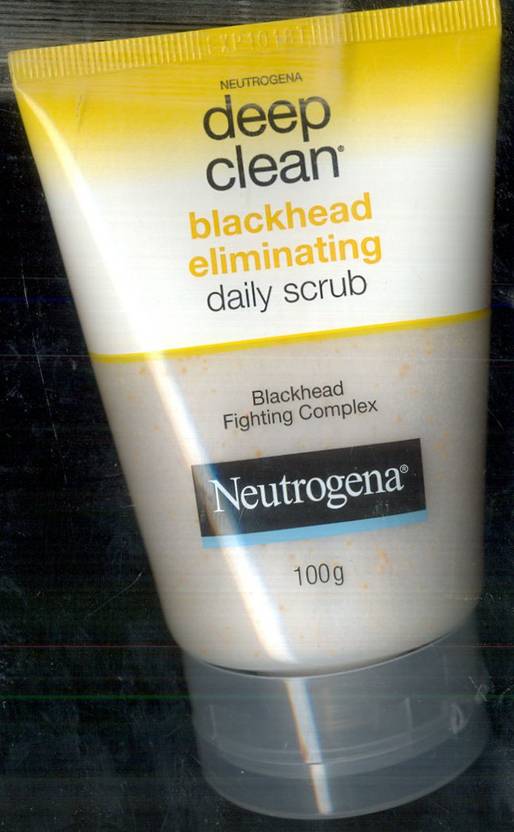 NEUTROGENA
deep
clean®
blackhead
eliminating
daily scrub
Blackhead
Fighting Complex
Neutrogena®
100g